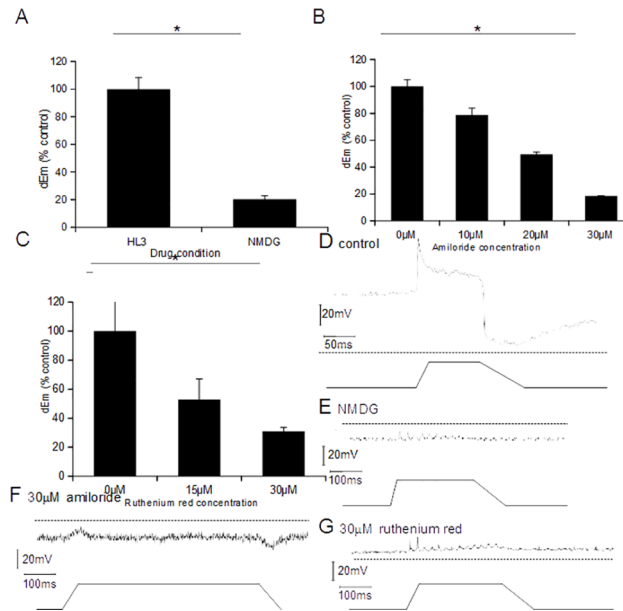 A
*
dEm (% control)
120
100
80
60
40
20
0
HL3 NMDG
Drug condition
B
*
dEm (% control)
120
100
80
60
40
20
0
0µM 10µM 20µM 30µM
Amiloride concentration
C
*
dEm (% control)
120
100
80
60
40
20
0
0µM 15µM 30µM
Ruthenium red concentration
D control
20mV
50ms
E NMDG
20mV
100ms
F 30µM amiloride
20mV
100ms
G 30µM ruthenium red
20mV
100ms